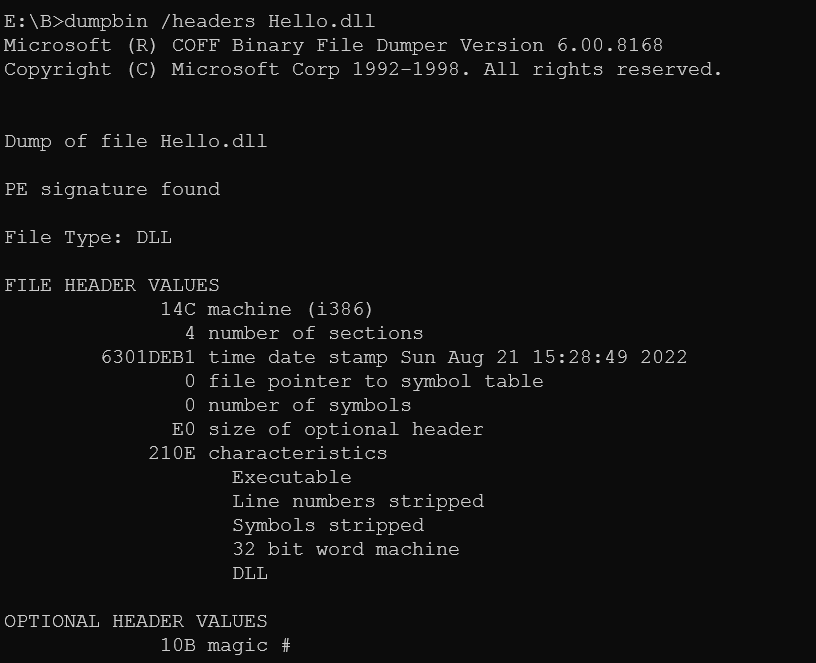 E:\B>dumpbin /headers Hello.dll
Microsoft (R) COFF Binary File Dumper Version 6.00.8168
Copyright (C) Microsoft Corp 1992-1998. All rights reserved.
Dump of file Hello.dll
PE signature found
File Type: DLL
FILE HEADER VALUES
14C machine (i386)
4 number of sections
6301DEB1 time date stamp Sun Aug 21 15:28:49 2022
0 file pointer to symbol table
0 number of symbols
E0 size of optional header
210E characteristics
Executable
Line numbers stripped
Symbols stripped
32 bit word machine
DLL
OPTIONAL HEADER VALUES
10B magic #